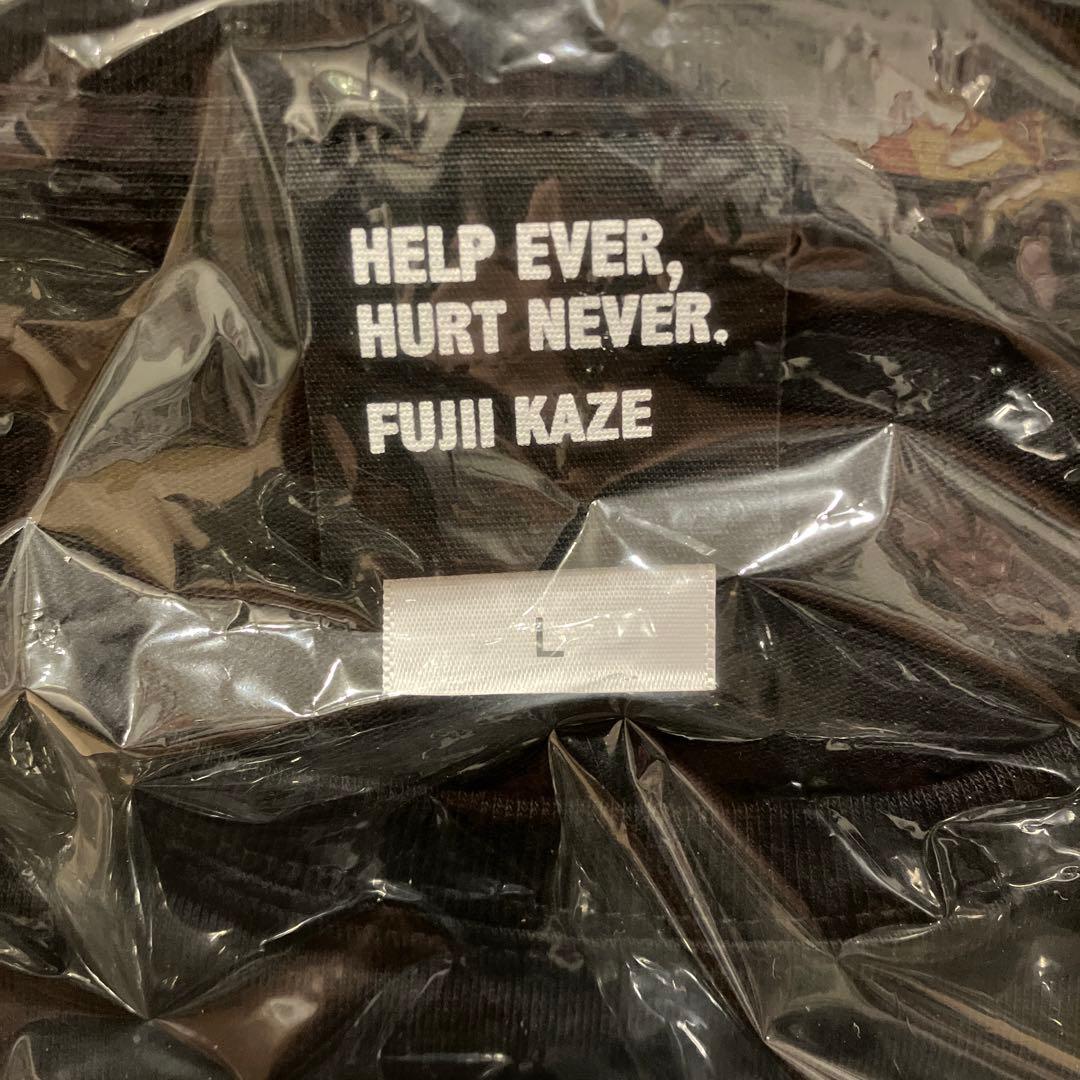 HELP EVER,
HURT NEVER.
FUJII KAZE
L